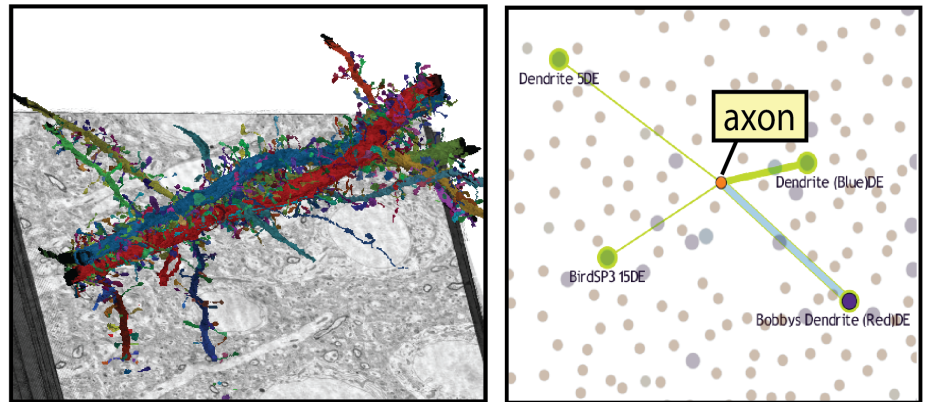 Dendrite 5DE
axon
Dendrite (Blue)DE
BirdSP3 15DE
Bobbys Dendrite (Red)DE